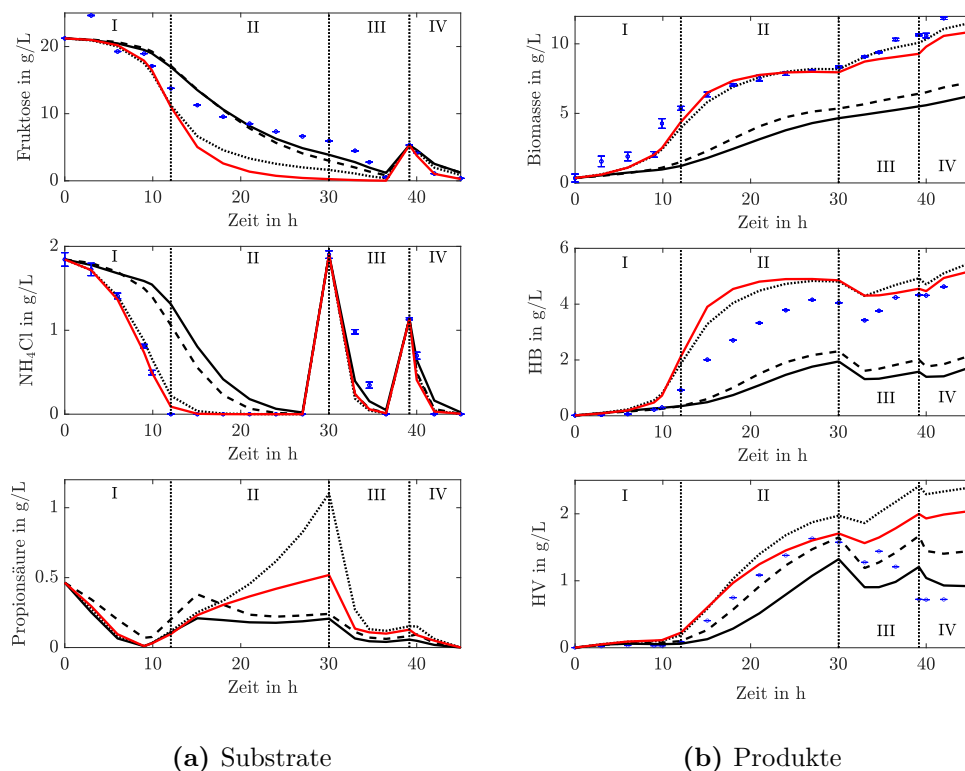 I II III IV
Fruktose in g/L
20
10
0
0 10 20 30 40
Zeit in h
I II III IV
NH₄Cl in g/L
2
1
0
0 10 20 30 40
Zeit in h
I II III IV
Propionsäure in g/L
1
0.5
0
0 10 20 30 40
Zeit in h
(a) Substrate
I II III IV
Biomasse in g/L
10
5
0
0 10 20 30 40
Zeit in h
I II III IV
HB in g/L
6
4
2
0
0 10 20 30 40
Zeit in h
I II III IV
HV in g/L
2
1
0
0 10 20 30 40
Zeit in h
(b) Produkte